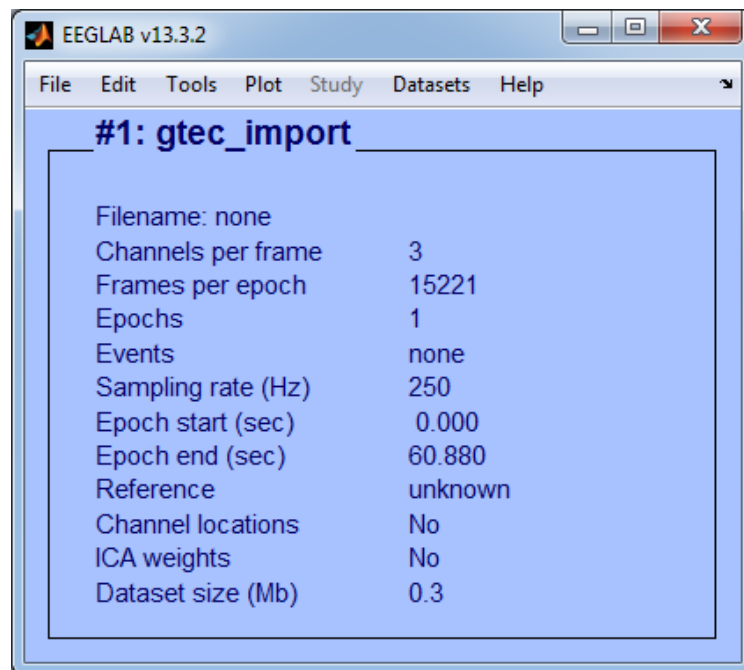 EEGLAB v13.3.2
File Edit Tools Plot Study Datasets Help
#1: gtec_import
Filename: none
Channels per frame 3
Frames per epoch 15221
Epochs 1
Events none
Sampling rate (Hz) 250
Epoch start (sec) 0.000
Epoch end (sec) 60.880
Reference unknown
Channel locations No
ICA weights No
Dataset size (Mb) 0.3